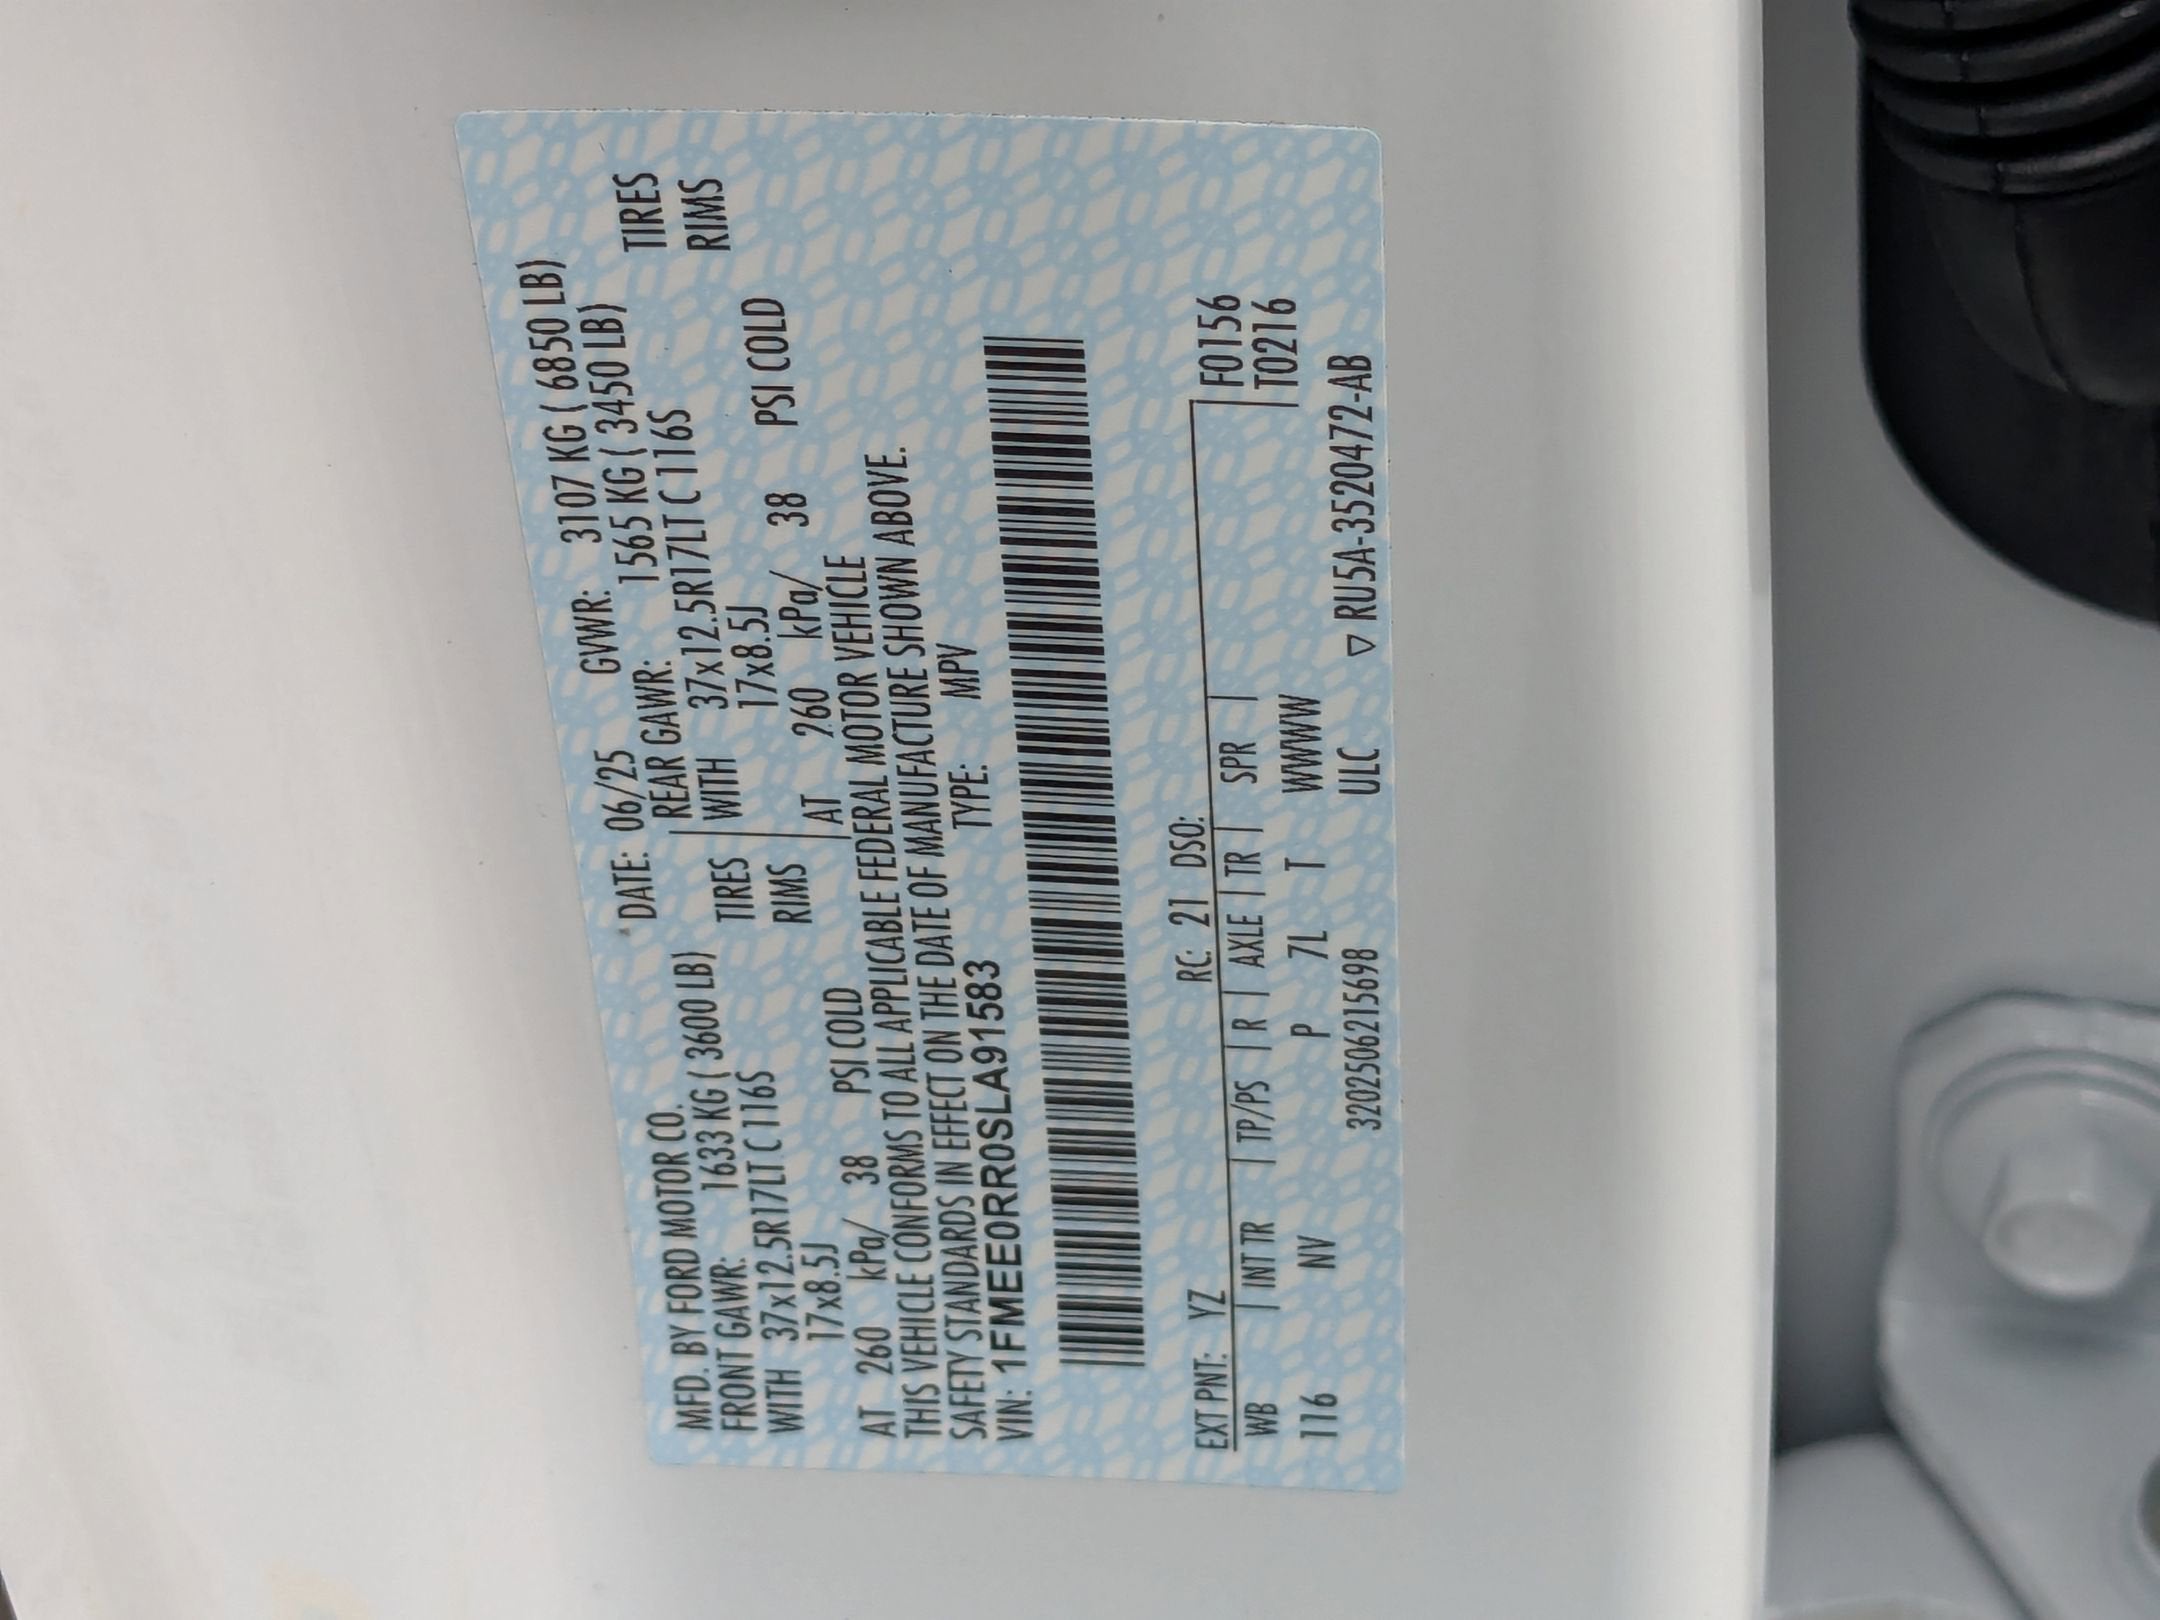 MFD. BY FORD MOTOR CO. DATE: 06/25 GVWR: 3107 KG ( 6850 LB)
FRONT GAWR: 1633 KG ( 3600 LB) REAR GAWR: 1565 KG ( 3450 LB)
WITH 37x12.5R17LT C 116S TIRES WITH 37x12.5R17LT C 116S TIRES
17x8.5J RIMS 17x8.5J RIMS
AT 260 kPa/ 38 PSI COLD AT 260 kPa/ 38 PSI COLD
THIS VEHICLE CONFORMS TO ALL APPLICABLE FEDERAL MOTOR VEHICLE
SAFETY STANDARDS IN EFFECT ON THE DATE OF MANUFACTURE SHOWN ABOVE.
VIN: 1FMEE0RR0SLA91583 TYPE: MPV
EXT PNT: YZ RC: 21 DSO:
WB | INT TR | TP/PS | R | AXLE | TR | SPR | F0156
116 NV P 7L T WWWW T0216
3202506215698 ULC ▽ RU5A-3520472-AB